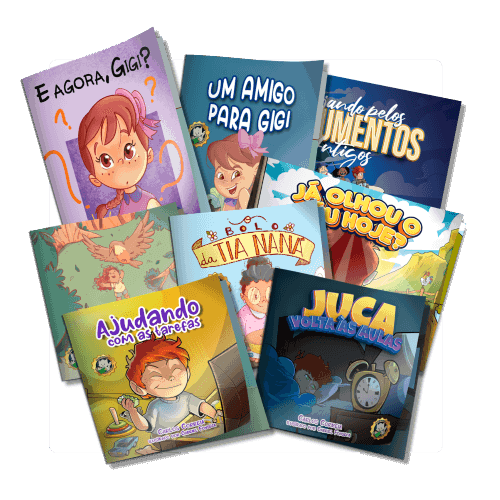 E AGORA, GIGI?
?
?
UM AMIGO
PARA GIGI
pelos
JÁ OLHOU O
HOJE?
O BOLO
da TIA NANÁ
Ajudando
com as tarefas
JUCA
VOLTA ÀS AULAS